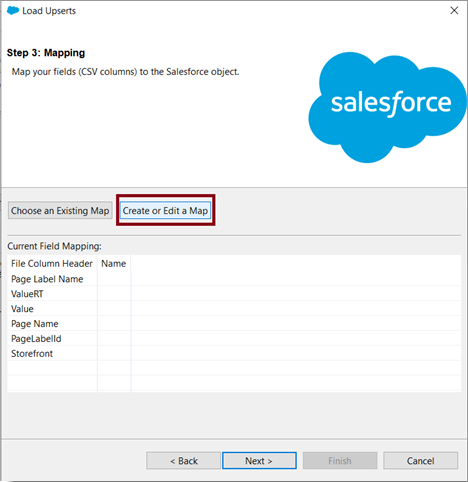 Load Upserts
Step 3: Mapping
Map your fields (CSV columns) to the Salesforce object.
salesforce
Choose an Existing Map
Create or Edit a Map
Current Field Mapping:
File Column Header Name
Page Label Name
ValueRT
Value
Page Name
PageLabelId
Storefront
< Back
Next >
Finish
Cancel